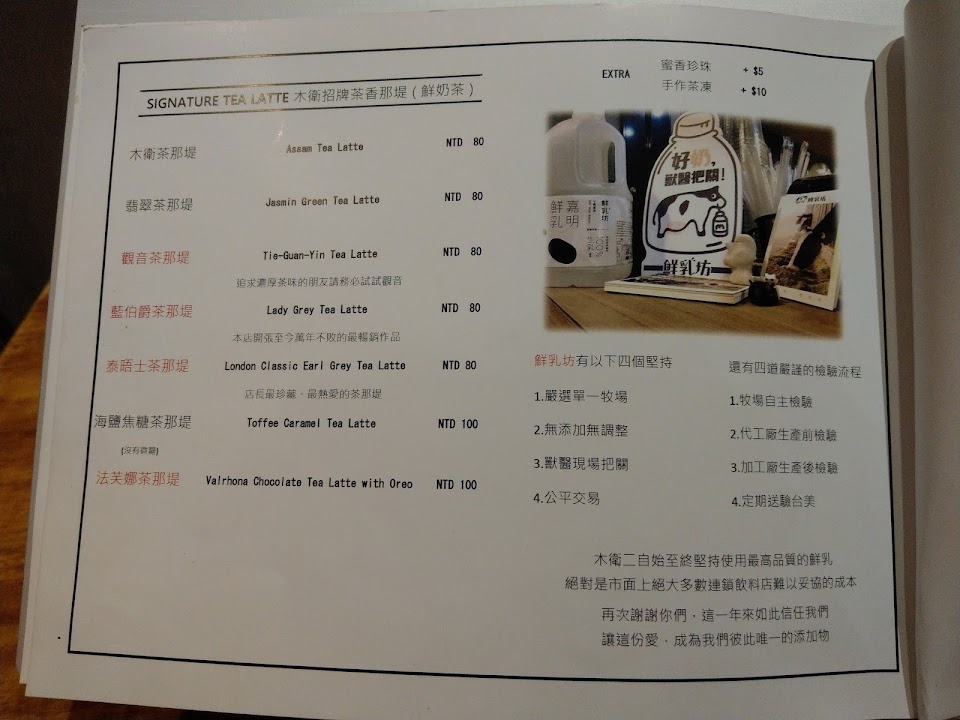 SIGNATURE TEA LATTE 木衛招牌茶香那堤 ( 鮮奶茶 )
木衛茶那堤 Assam Tea Latte NTD 80
翡翠茶那堤 Jasmin Green Tea Latte NTD 80
觀音茶那堤 Tie-Guan-Yin Tea Latte NTD 80
追求濃厚茶味的朋友請務必試試觀音
藍伯爵茶那堤 Lady Grey Tea Latte NTD 80
本店開張至今萬年不敗的最暢銷作品
泰晤士茶那堤 London Classic Earl Grey Tea Latte NTD 80
店長最珍藏、最熱愛的茶那堤
海鹽焦糖茶那堤 Toffee Caramel Tea Latte NTD 100
法芙娜茶那堤 Valrhona Chocolate Tea Latte with Oreo NTD 100
EXTRA 蜜香珍珠 + $5
手作茶凍 + $10
好奶,
獸醫把關!
鮮乳坊
嘉明
鮮乳
鮮乳坊
鮮乳坊有以下四個堅持
1.嚴選單一牧場
2.無添加無調整
3.獸醫現場把關
4.公平交易
還有四道嚴謹的檢驗流程
1.牧場自主檢驗
2.代工廠生產前檢驗
3.加工廠生產後檢驗
4.定期送驗台美
木衛二自始至終堅持使用最高品質的鮮乳
絕對是市面上絕大多數連鎖飲料店難以妥協的成本
再次謝謝你們，這一年來如此信任我們
讓這份愛，成為我們彼此唯一的添加物